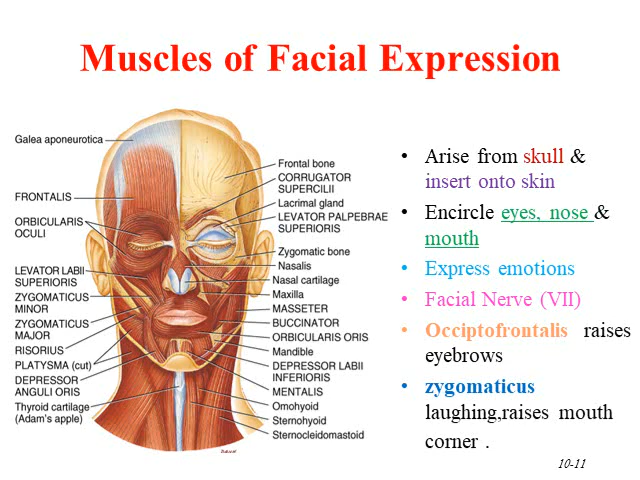 Muscles of Facial Expression
Galea aponeurotica
FRONTALIS
ORBICULARIS
OCULI
LEVATOR LABII
SUPERIORIS
ZYGOMATICUS
MINOR
ZYGOMATICUS
MAJOR
RISORIUS
PLATYSMA (cut)
DEPRESSOR
ANGULI ORIS
Thyroid cartilage
(Adam's apple)
Frontal bone
CORRUGATOR
SUPERCILII
Lacrimal gland
LEVATOR PALPEBRAE
SUPERIORIS
Zygomatic bone
Nasalis
Nasal cartilage
Maxilla
MASSETER
BUCCINATOR
ORBICULARIS ORIS
Mandible
DEPRESSOR LABII
INFERIORIS
MENTALIS
Omohyoid
Sternohyoid
Sternocleidomastoid
• Arise from skull &
insert onto skin
• Encircle eyes, nose &
mouth
• Express emotions
• Facial Nerve (VII)
• Occiptofrontalis raises
eyebrows
• zygomaticus
laughing,raises mouth
corner .
10-11